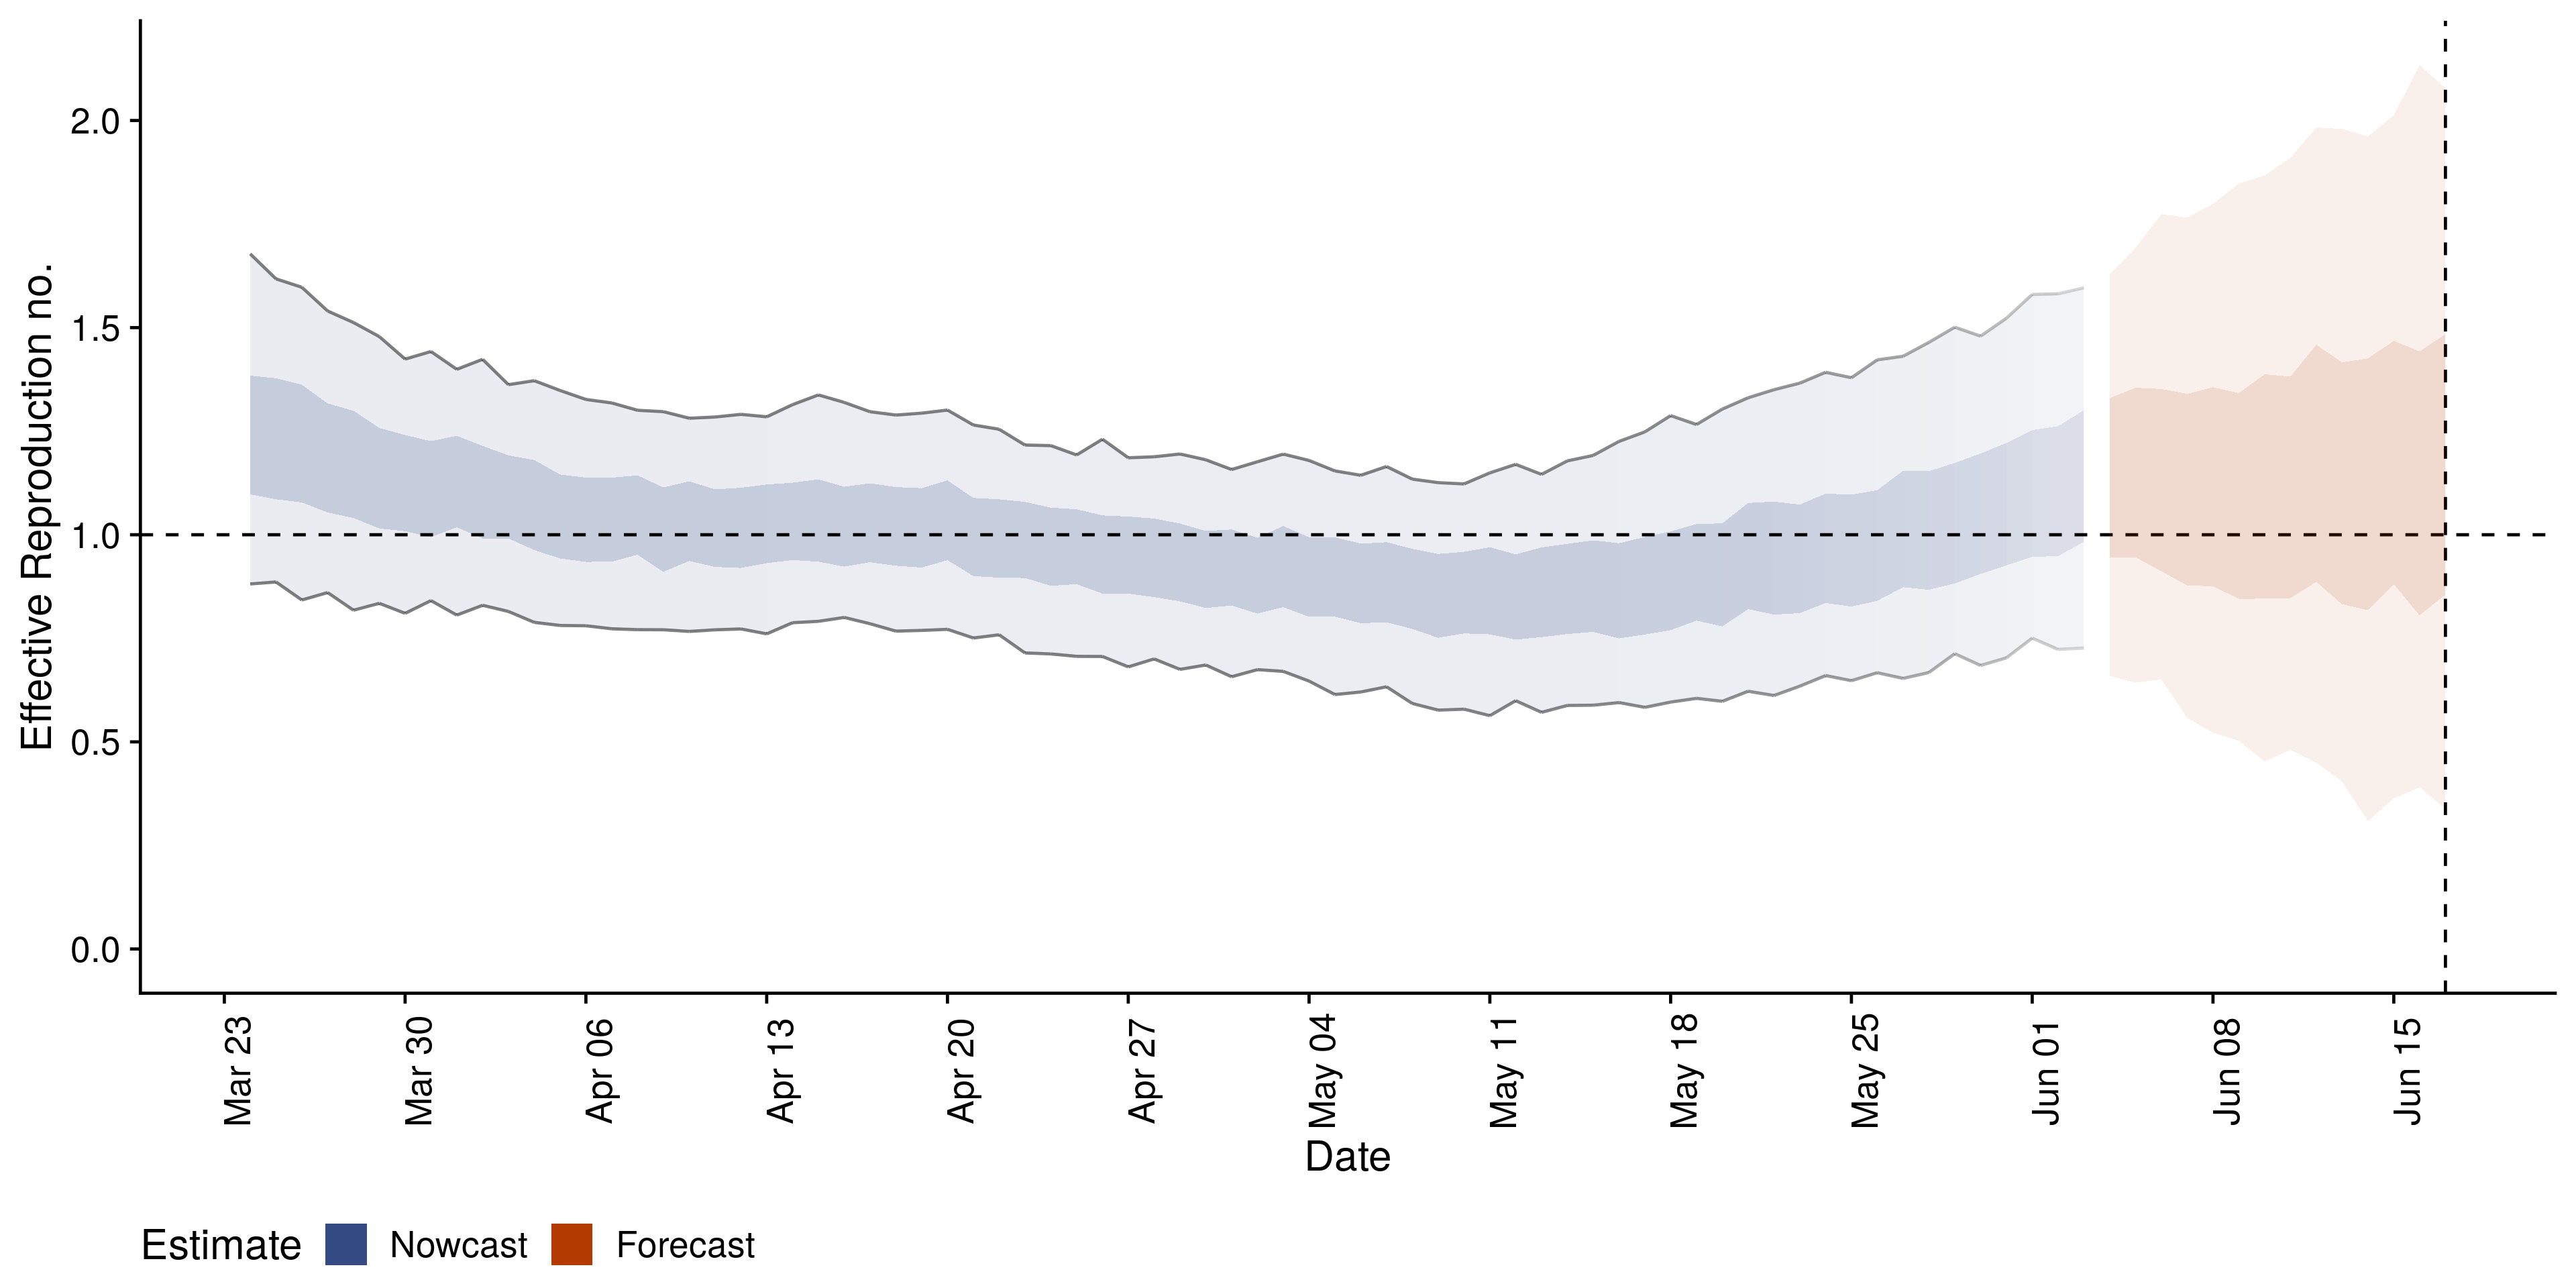 Effective Reproduction no.
2.0
1.5
1.0
0.5
0.0
Mar 23
Mar 30
Apr 06
Apr 13
Apr 20
Apr 27
May 04
May 11
May 18
May 25
Jun 01
Jun 08
Jun 15
Date
Estimate Nowcast Forecast